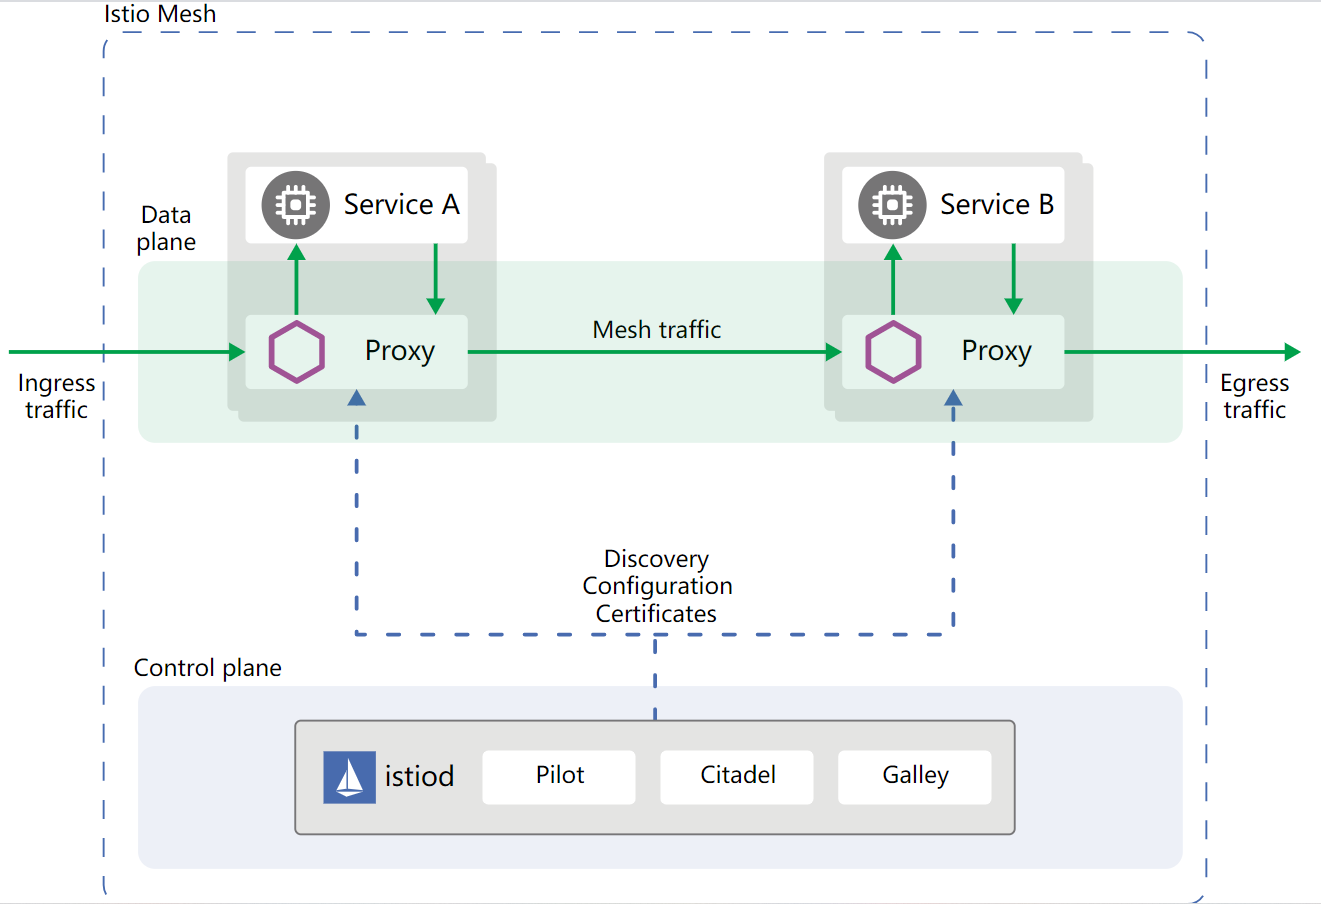 Istio Mesh
Service A
Service B
Data
plane
Mesh traffic
Proxy
Proxy
Ingress
traffic
Egress
traffic
Discovery
Configuration
Certificates
Control plane
istiod
Pilot
Citadel
Galley